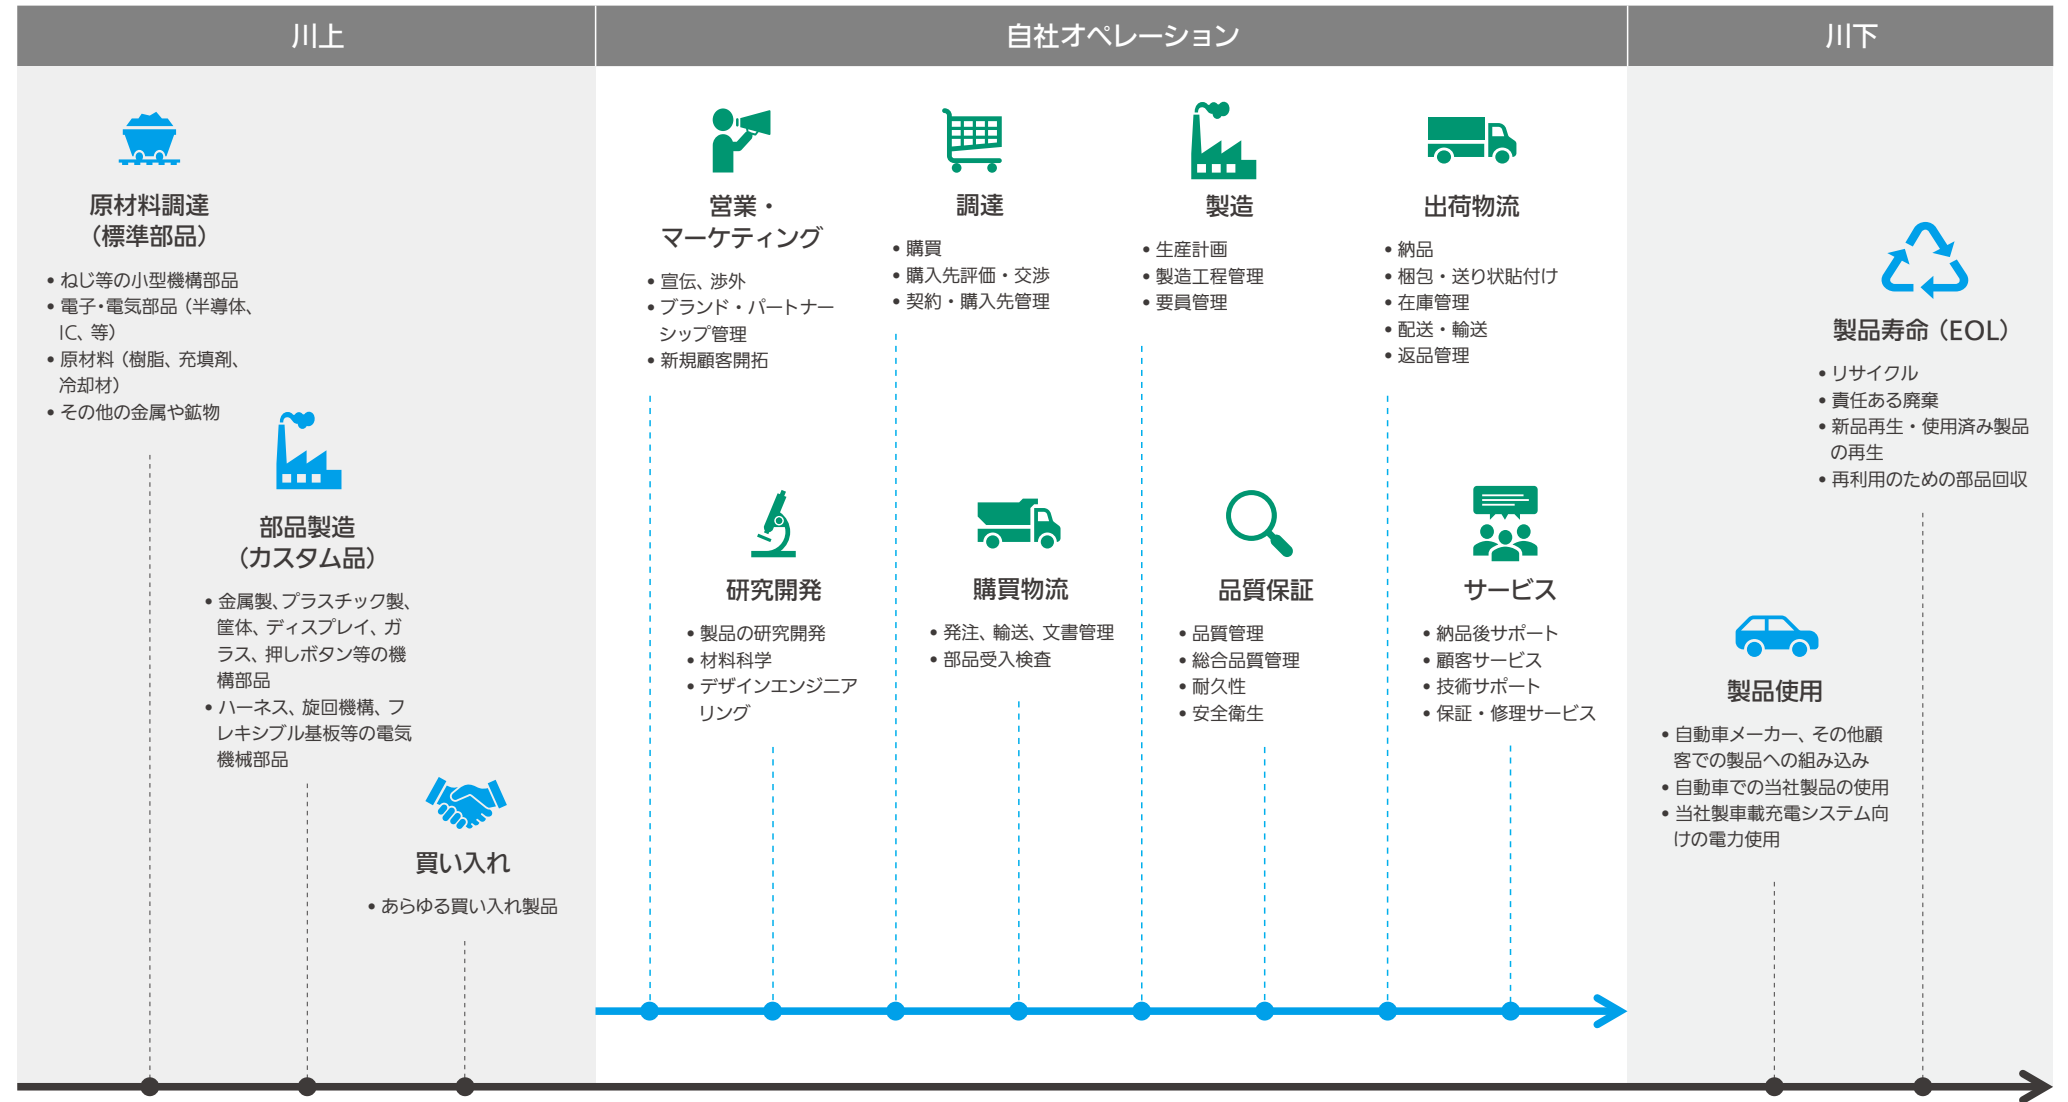 川上
自社オペレーション
川下
原材料調達
（標準部品）
• ねじ等の小型機構部品
• 電子・電気部品（半導体、
IC、等）
• 原材料（樹脂、充填剤、
冷却材）
• その他の金属や鉱物
部品製造
（カスタム品）
• 金属製、プラスチック製、
筐体、ディスプレイ、ガ
ラス、押しボタン等の機
構部品
• ハーネス、旋回機構、フ
レキシブル基板等の電気
機械部品
買い入れ
• あらゆる買い入れ製品
営業・
マーケティング
• 宣伝、渉外
• ブランド・パートナー
シップ管理
• 新規顧客開拓
研究開発
• 製品の研究開発
• 材料科学
• デザインエンジニア
リング
調達
• 購買
• 購入先評価・交渉
• 契約・購入先管理
購買物流
• 発注、輸送、文書管理
• 部品受入検査
製造
• 生産計画
• 製造工程管理
• 要員管理
品質保証
• 品質管理
• 総合品質管理
• 耐久性
• 安全衛生
出荷物流
• 納品
• 梱包・送り状貼付け
• 在庫管理
• 配送・輸送
• 返品管理
サービス
• 納品後サポート
• 顧客サービス
• 技術サポート
• 保証・修理サービス
製品使用
• 自動車メーカー、その他顧
客での製品への組み込み
• 自動車での当社製品の使用
• 当社製車載充電システム向
けの電力使用
製品寿命（EOL）
• リサイクル
• 責任ある廃棄
• 新品再生・使用済み製品
の再生
• 再利用のための部品回収